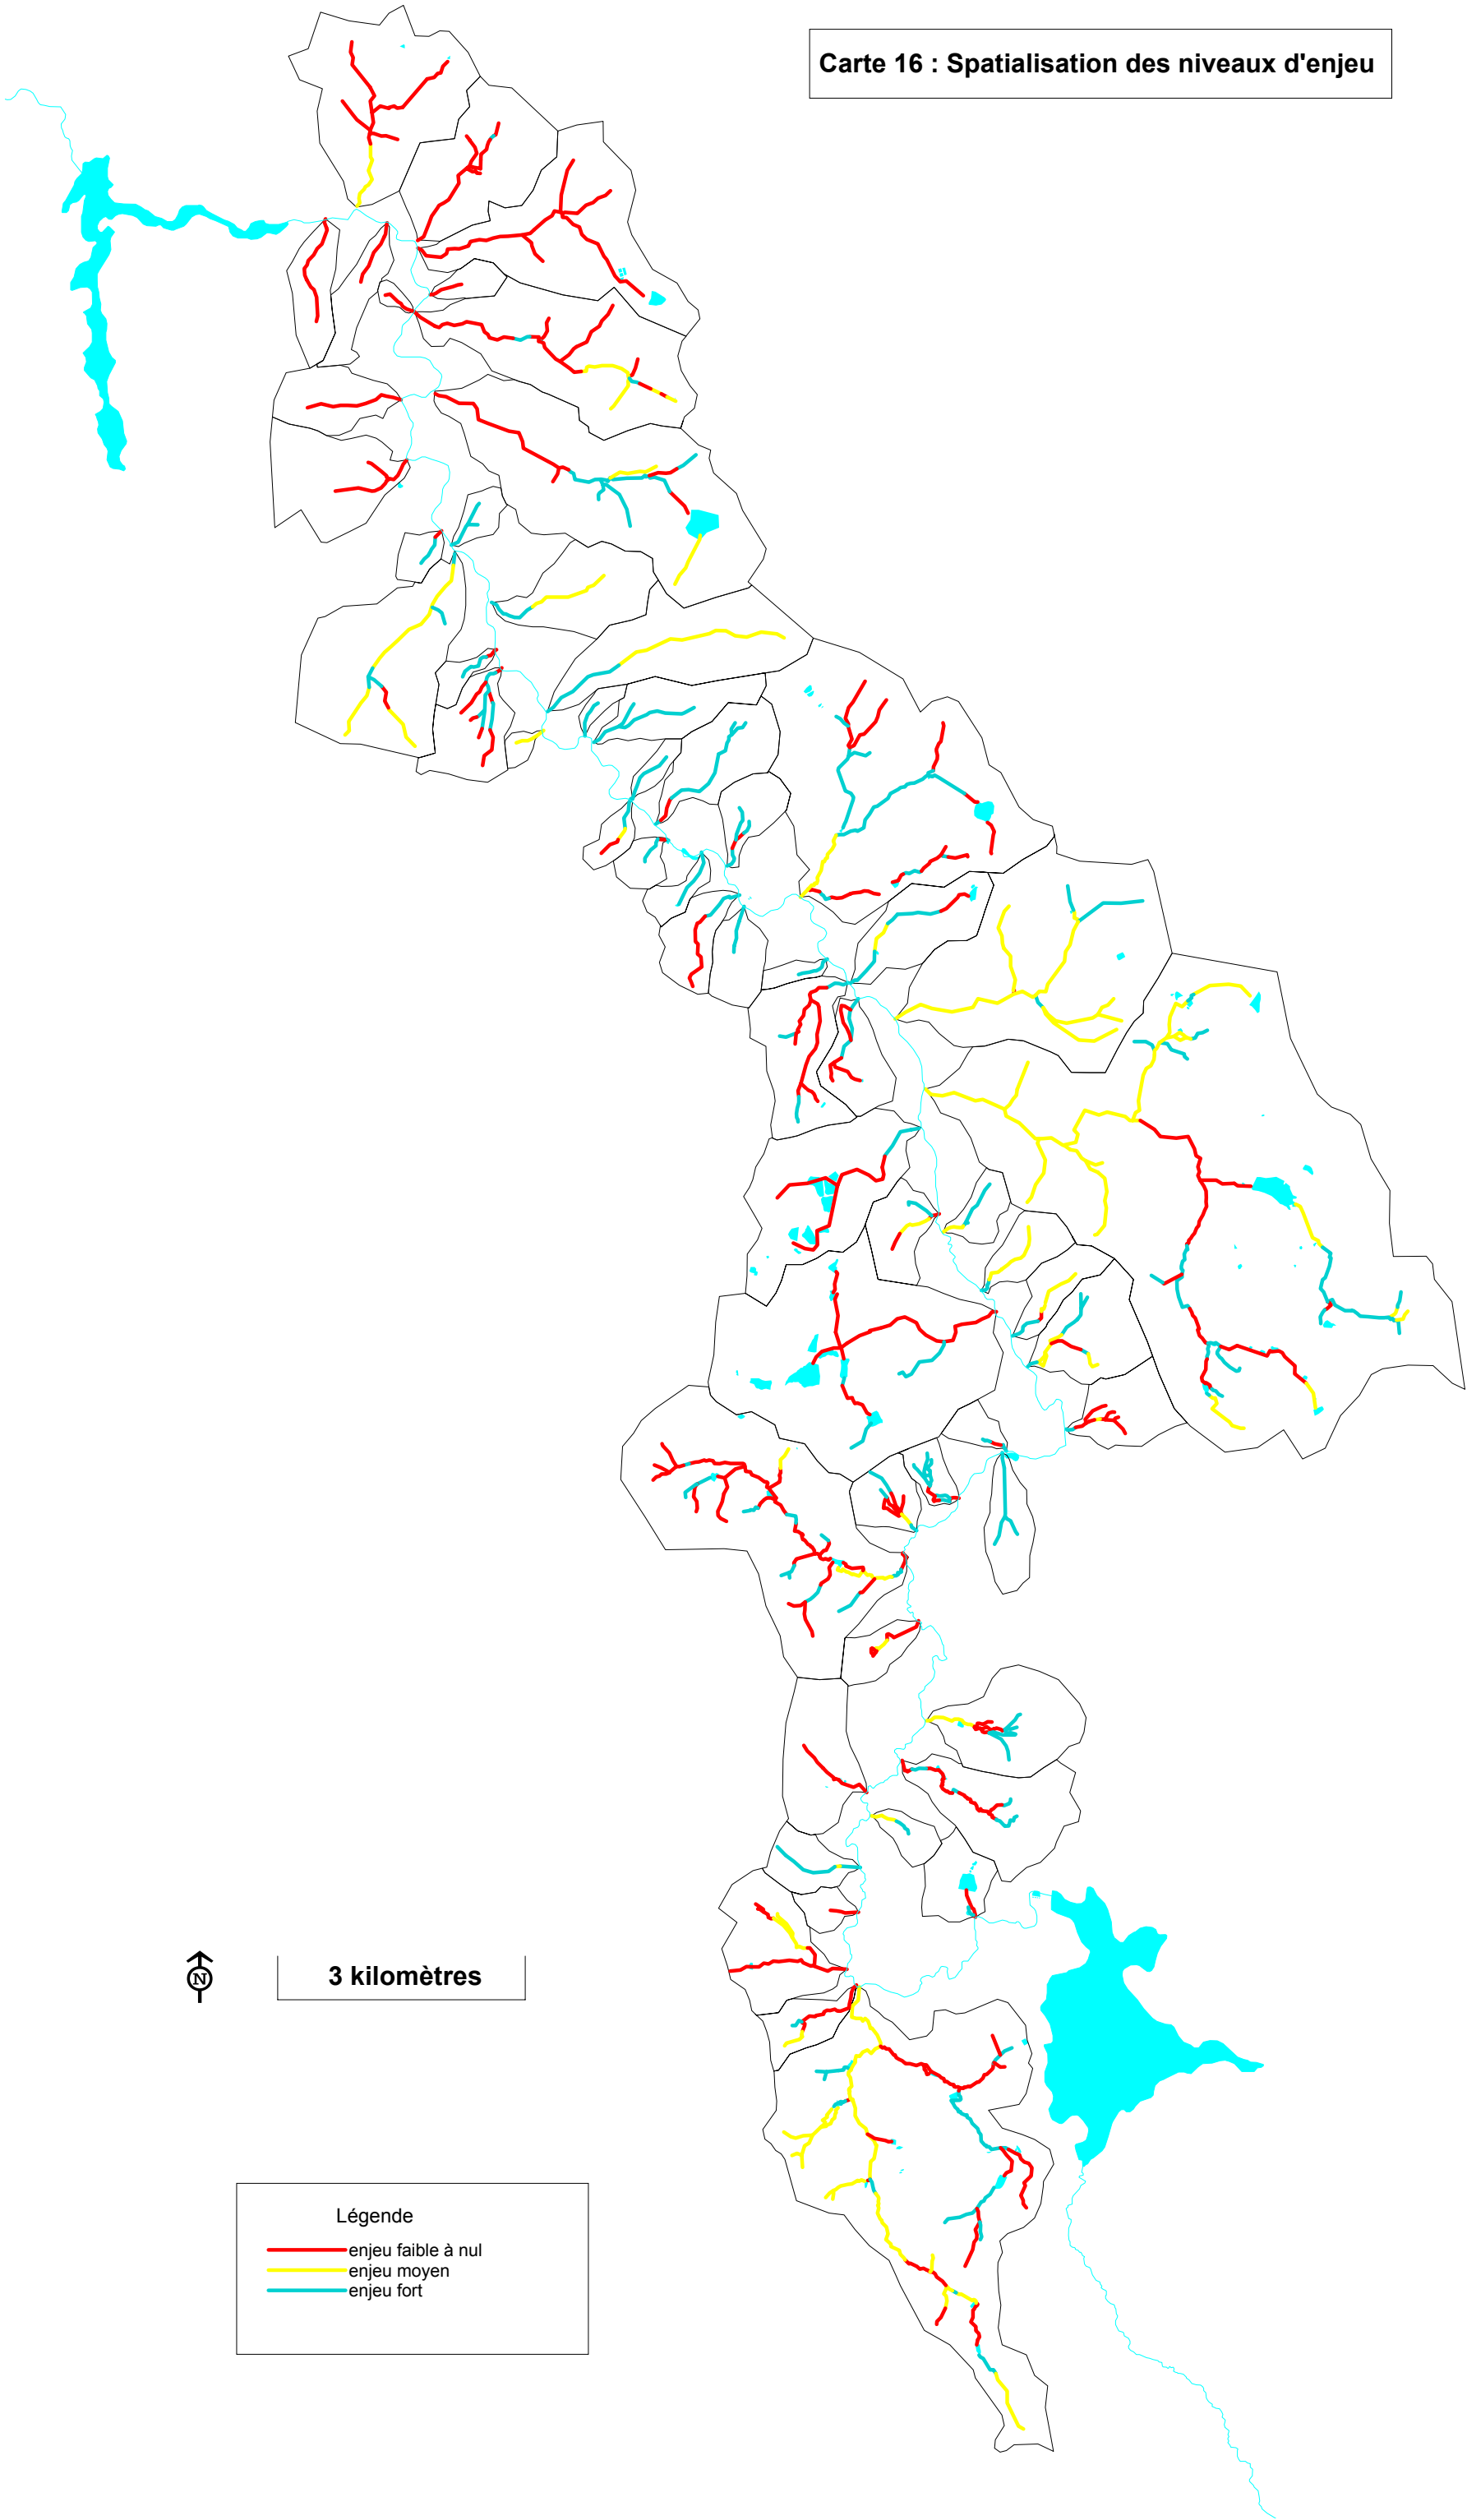 Carte 16 : Spatialisation des niveaux d'enjeu
N
3 kilomètres
Légende
enjeu faible à nul
enjeu moyen
enjeu fort